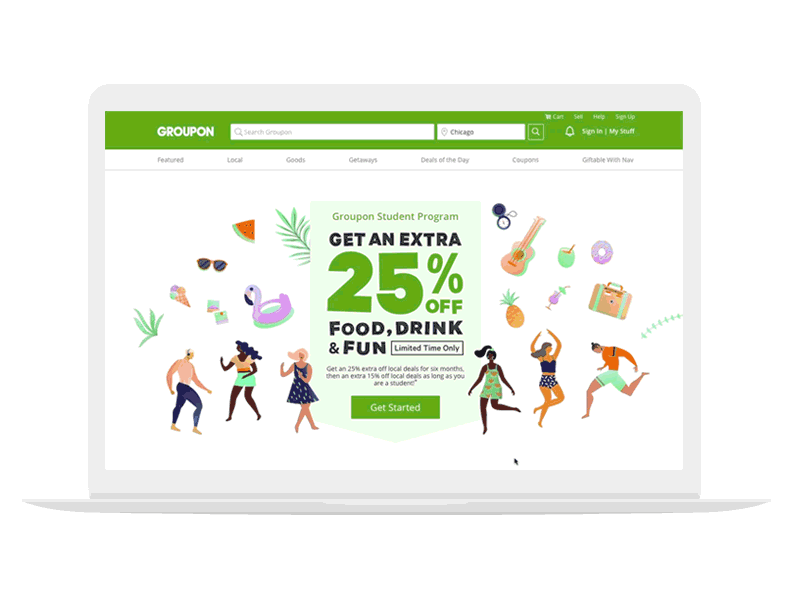 Cart Sell Help Sign Up
GROUPON Search Groupon Chicago Sign In | My Stuff
Featured Local Goods Getaways Deals of the Day Coupons Giftable With Nav
Groupon Student Program
GET AN EXTRA
25% OFF
FOOD, DRINK
& FUN Limited Time Only
Get an 25% extra off local deals for six months,
then an extra 15% off local deals as long as you
are a student!*
Get Started